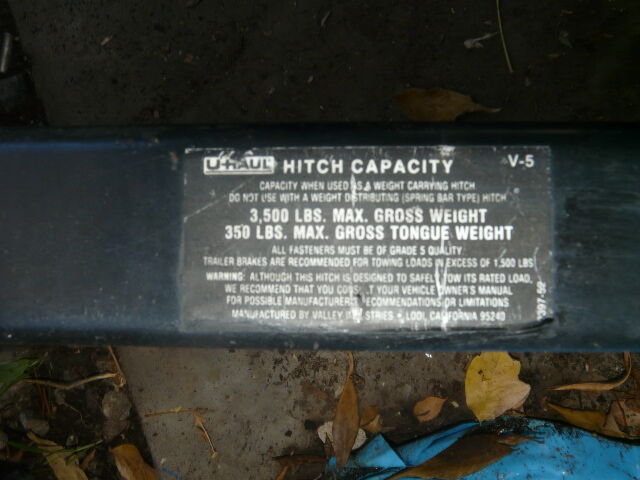 U-HAUL HITCH CAPACITY V-5
CAPACITY WHEN USED AS A WEIGHT CARRYING HITCH
DO NOT USE WITH A WEIGHT DISTRIBUTING (SPRING BAR TYPE) HITCH
3,500 LBS. MAX. GROSS WEIGHT
350 LBS. MAX. GROSS TONGUE WEIGHT
ALL FASTENERS MUST BE OF GRADE 5 QUALITY
TRAILER BRAKES ARE RECOMMENDED FOR TOWING LOADS IN EXCESS OF 1,500 LBS
WARNING: ALTHOUGH THIS HITCH IS DESIGNED TO SAFELY TOW ITS RATED LOAD,
WE RECOMMEND THAT YOU CONSULT YOUR VEHICLE OWNER'S MANUAL
FOR POSSIBLE MANUFACTURER'S RECOMMENDATIONS OR LIMITATIONS
MANUFACTURED BY VALLEY INDUSTRIES - LODI, CALIFORNIA 95240